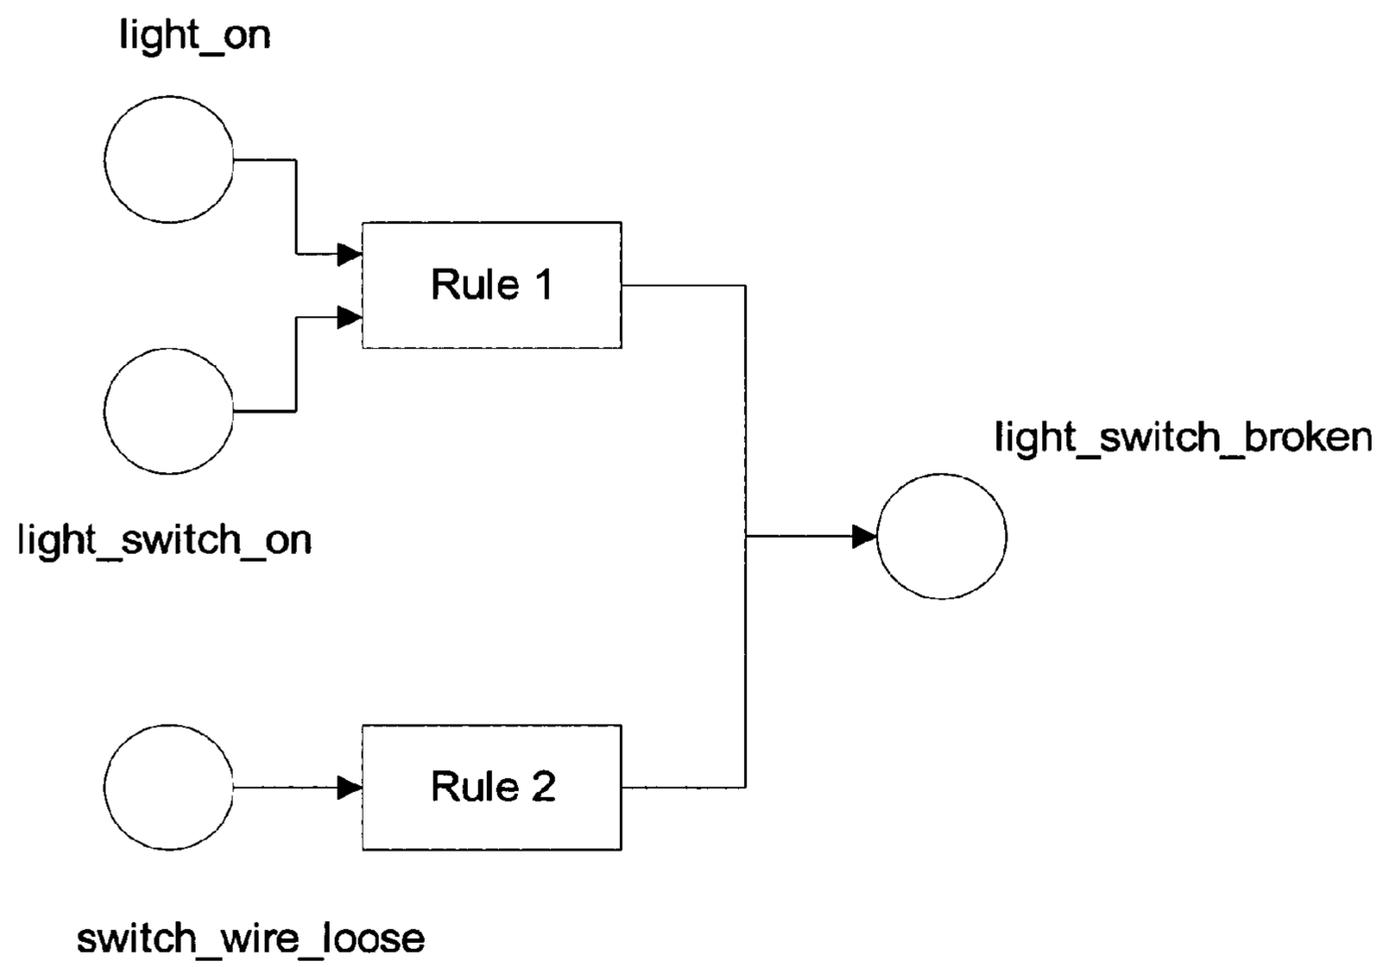 light_on
Rule 1
light_switch_broken
light_switch_on
Rule 2
switch_wire_loose